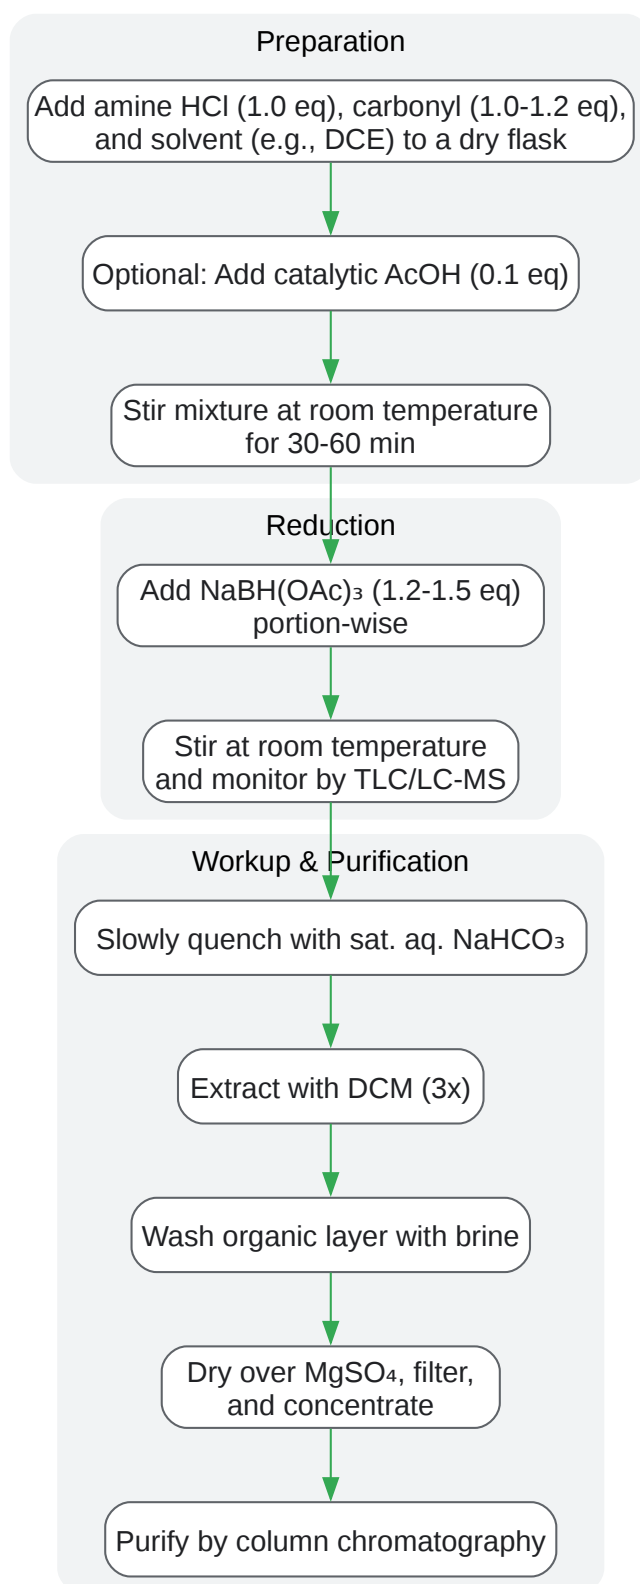 Preparation
Add amine HCl (1.0 eq), carbonyl (1.0-1.2 eq),
and solvent (e.g., DCE) to a dry flask
Optional: Add catalytic AcOH (0.1 eq)
Stir mixture at room temperature
for 30-60 min
Reduction
Add NaBH(OAc)₃ (1.2-1.5 eq)
portion-wise
Stir at room temperature
and monitor by TLC/LC-MS
Workup & Purification
Slowly quench with sat. aq. NaHCO₃
Extract with DCM (3x)
Wash organic layer with brine
Dry over MgSO₄, filter,
and concentrate
Purify by column chromatography